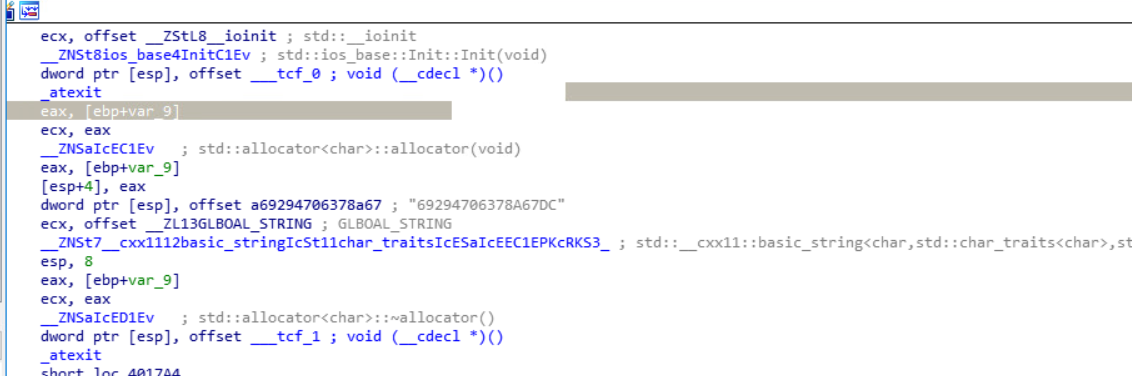 ecx, offset __ZStL8__ioinit ; std::__ioinit
__ZNSt8ios_base4InitC1Ev ; std::ios_base::Init::Init(void)
dword ptr [esp], offset ___tcf_0 ; void (__cdecl *)()
_atexit
eax, [ebp+var_9]
ecx, eax
__ZNSaIcEC1Ev ; std::allocator<char>::allocator(void)
eax, [ebp+var_9]
[esp+4], eax
dword ptr [esp], offset a69294706378a67 ; "69294706378A67DC"
ecx, offset __ZL13GLBOAL_STRING ; GLBOAL_STRING
__ZNSt7__cxx1112basic_stringIcSt11char_traitsIcESaIcEEC1EPKcRKS3_ ; std::__cxx11::basic_string<char,std::char_traits<char>,st
esp, 8
eax, [ebp+var_9]
ecx, eax
__ZNSaIcED1Ev ; std::allocator<char>::~allocator()
dword ptr [esp], offset ___tcf_1 ; void (__cdecl *)()
_atexit
short loc_4017A4